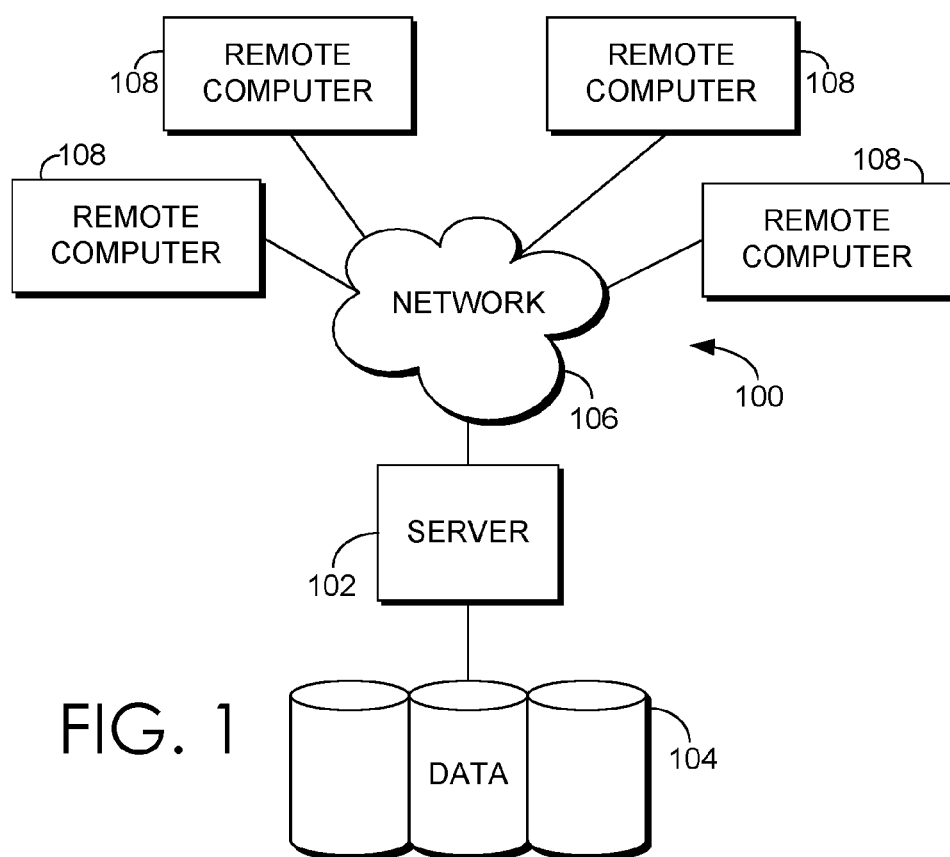 REMOTE
COMPUTER
108
REMOTE
COMPUTER
108
108
REMOTE
COMPUTER
108
REMOTE
COMPUTER
NETWORK
106
100
SERVER
102
DATA
104
FIG. 1